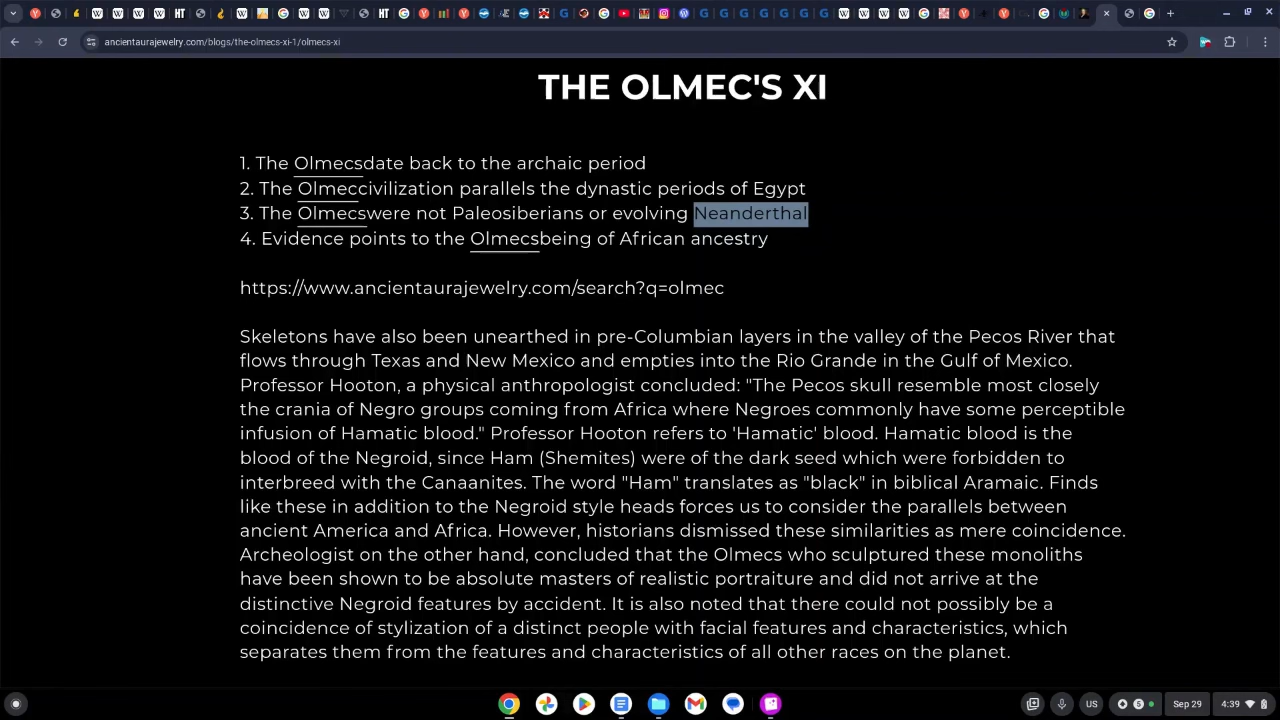 ancientaurajewelry.com/blogs/the-olmecs-xi-1/olmecs-xi
THE OLMEC'S XI
1. The Olmecsdate back to the archaic period
2. The Olmeccivilization parallels the dynastic periods of Egypt
3. The Olmecswere not Paleosiberians or evolving Neanderthal
4. Evidence points to the Olmecsbeing of African ancestry
https://www.ancientaurajewelry.com/search?q=olmec
Skeletons have also been unearthed in pre-Columbian layers in the valley of the Pecos River that
flows through Texas and New Mexico and empties into the Rio Grande in the Gulf of Mexico.
Professor Hooton, a physical anthropologist concluded: "The Pecos skull resemble most closely
the crania of Negro groups coming from Africa where Negroes commonly have some perceptible
infusion of Hamatic blood." Professor Hooton refers to 'Hamatic' blood. Hamatic blood is the
blood of the Negroid, since Ham (Shemites) were of the dark seed which were forbidden to
interbreed with the Canaanites. The word "Ham" translates as "black" in biblical Aramaic. Finds
like these in addition to the Negroid style heads forces us to consider the parallels between
ancient America and Africa. However, historians dismissed these similarities as mere coincidence.
Archeologist on the other hand, concluded that the Olmecs who sculptured these monoliths
have been shown to be absolute masters of realistic portraiture and did not arrive at the
distinctive Negroid features by accident. It is also noted that there could not possibly be a
coincidence of stylization of a distinct people with facial features and characteristics, which
separates them from the features and characteristics of all other races on the planet.
US
5
Sep 29
4:39